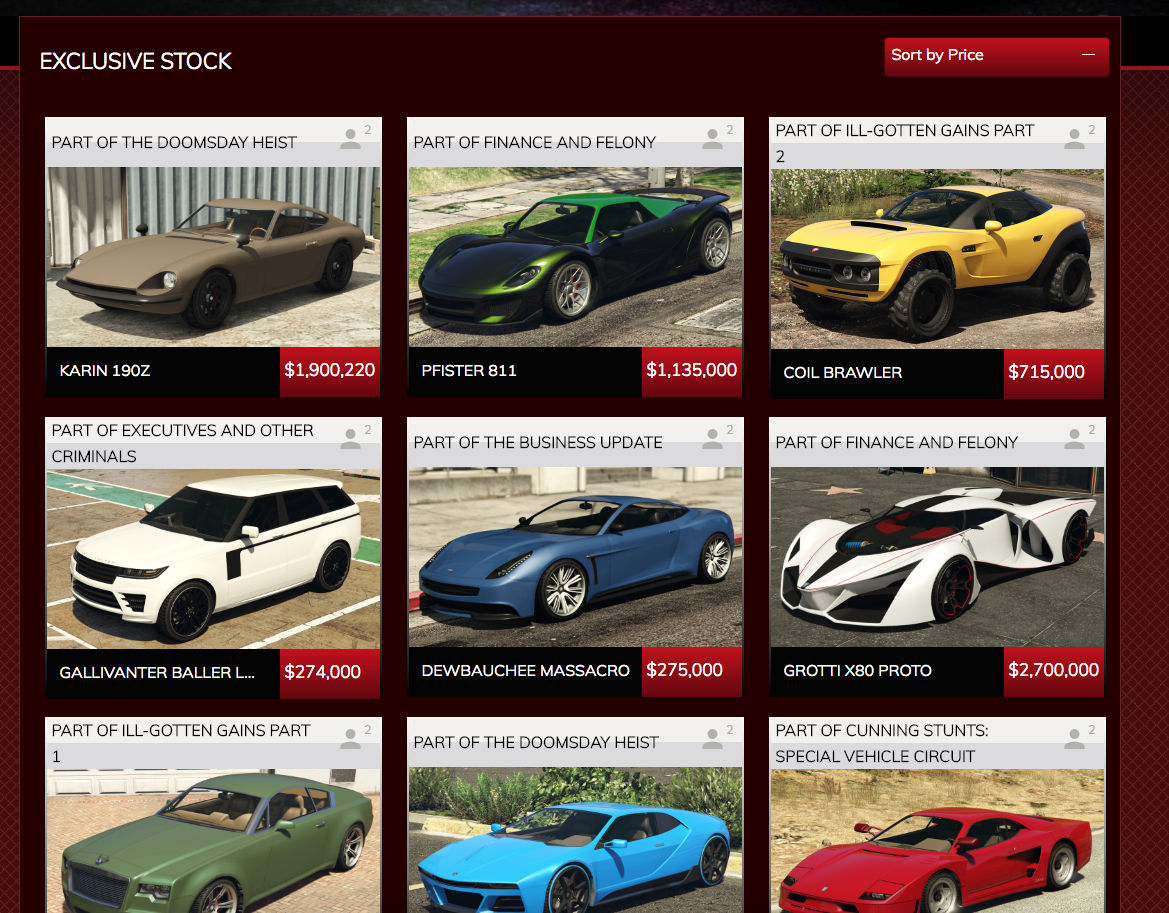 EXCLUSIVE STOCK
Sort by Price
PART OF THE DOOMSDAY HEIST
2
PART OF FINANCE AND FELONY
2
PART OF ILL-GOTTEN GAINS PART
2
2
KARIN 190Z
$1,900,220
PFISTER 811
$1,135,000
COIL BRAWLER
$715,000
PART OF EXECUTIVES AND OTHER
CRIMINALS
2
PART OF THE BUSINESS UPDATE
2
PART OF FINANCE AND FELONY
2
GALLIVANTER BALLER L...
$274,000
DEWBAUCHEE MASSACRO
$275,000
GROTTI X80 PROTO
$2,700,000
PART OF ILL-GOTTEN GAINS PART
1
2
PART OF THE DOOMSDAY HEIST
2
PART OF CUNNING STUNTS:
SPECIAL VEHICLE CIRCUIT
2